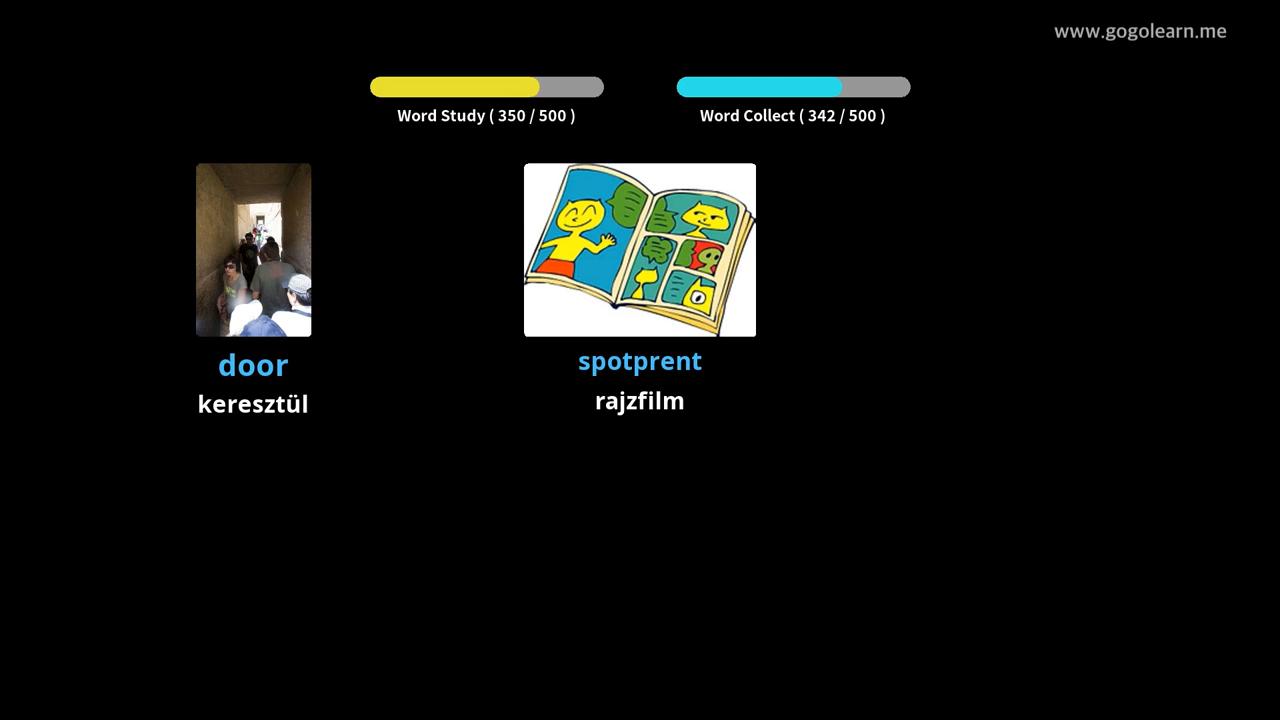 www.gogolearn.me
Word Study ( 350 / 500 )
Word Collect ( 342 / 500 )
door
keresztül
spotprent
rajzfilm